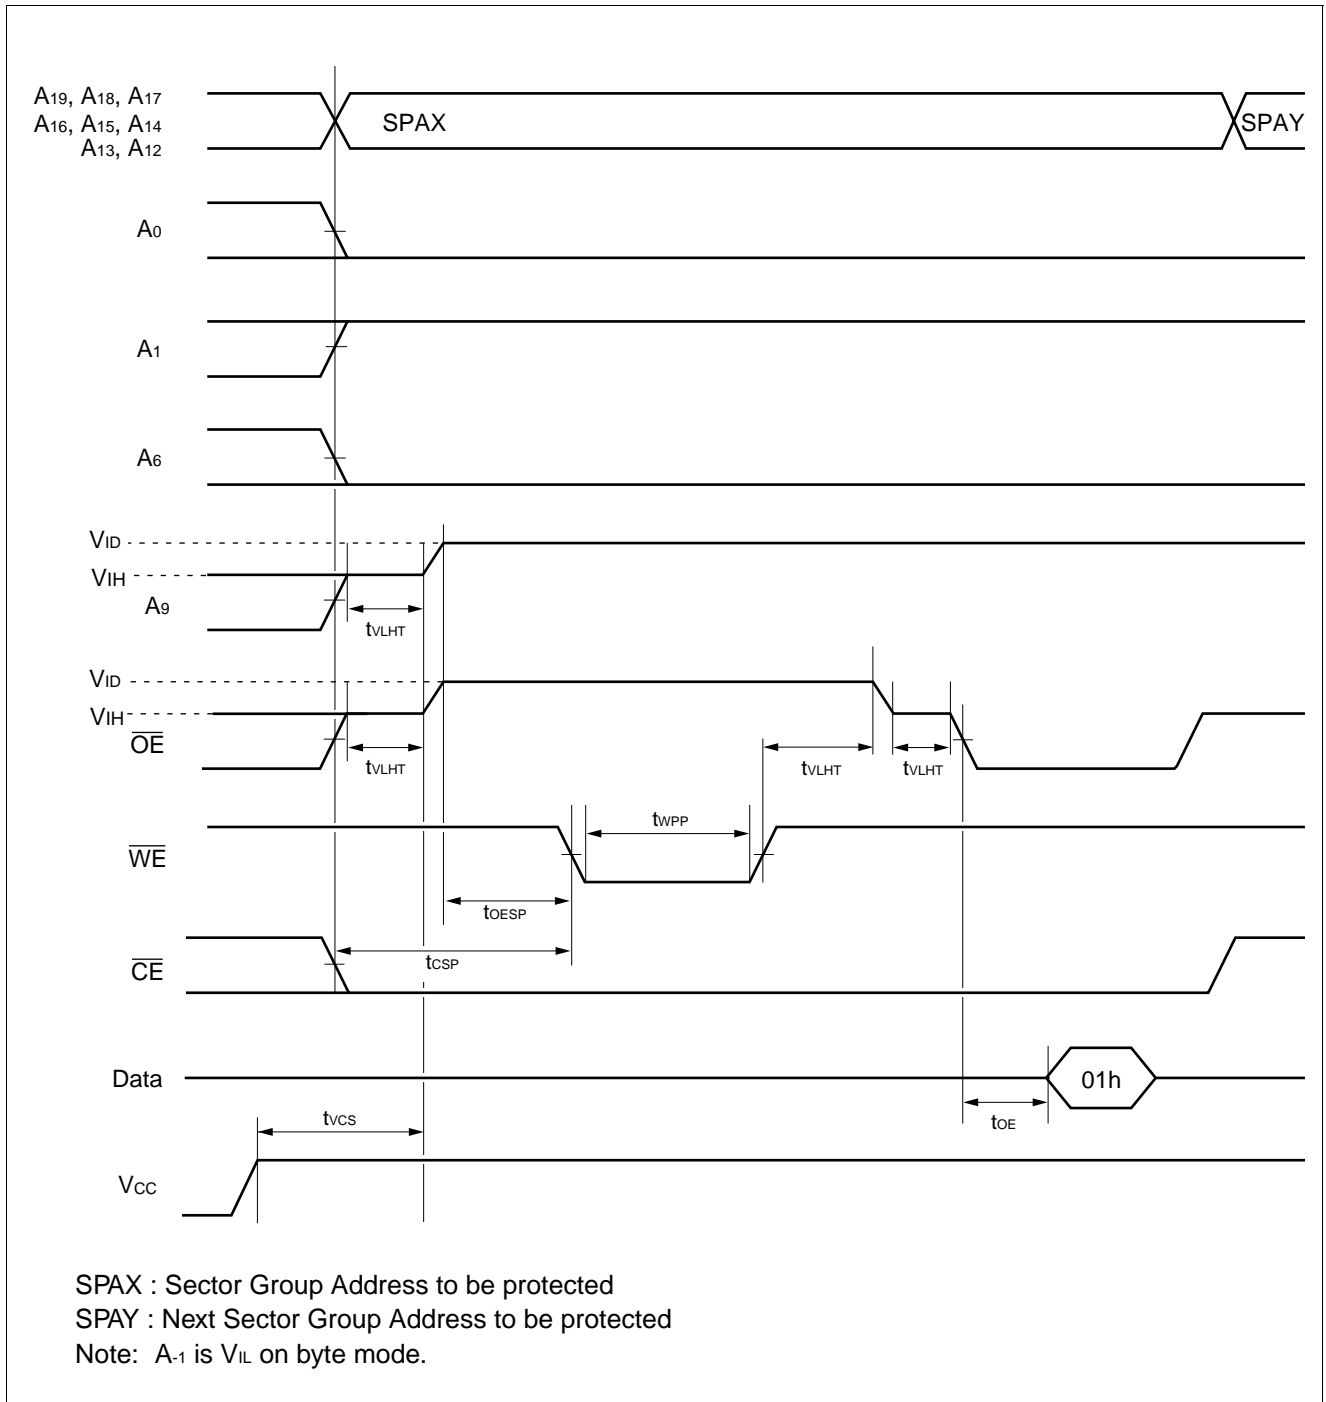 A19, A18, A17
A16, A15, A14
A13, A12
SPAX
SPAY
A0
A1
A6
VID
VIH
A9
tVLHT
VID
VIH
OE
tVLHT
tVLHT
tVLHT
tWPP
WE
tOESP
tCSP
CE
Data
01h
tOE
tVCS
VCC
SPAX : Sector Group Address to be protected
SPAY : Next Sector Group Address to be protected
Note: A-1 is VIL on byte mode.